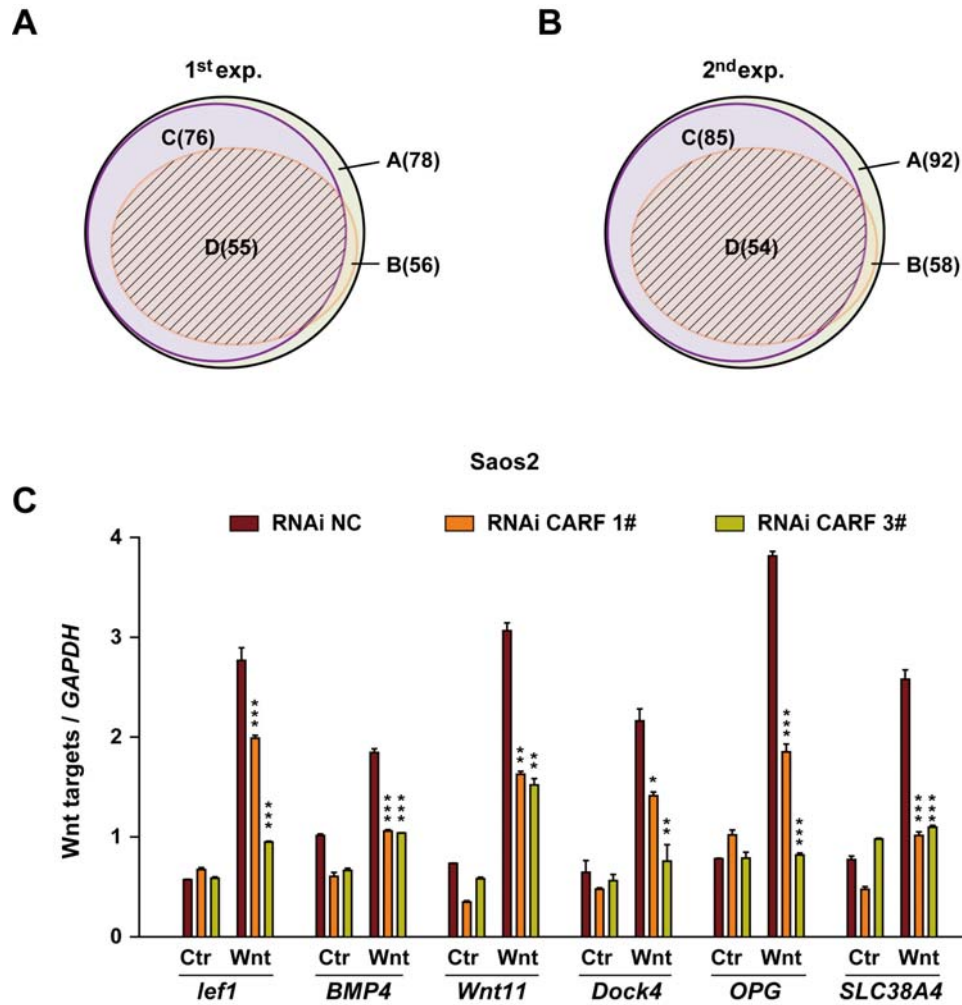 A
B
1st exp.
2nd exp.
C(76)
A(78)
D(55)
B(56)
C(85)
A(92)
D(54)
B(58)
Saos2
C
RNAi NC
RNAi CARF 1#
RNAi CARF 3#
Wnt targets / GAPDH
4
3
2
1
0
***
***
***
***
**
**
*
**
***
***
***
***
Ctr Wnt Ctr Wnt Ctr Wnt Ctr Wnt Ctr Wnt Ctr Wnt
lef1 BMP4 Wnt11 Dock4 OPG SLC38A4